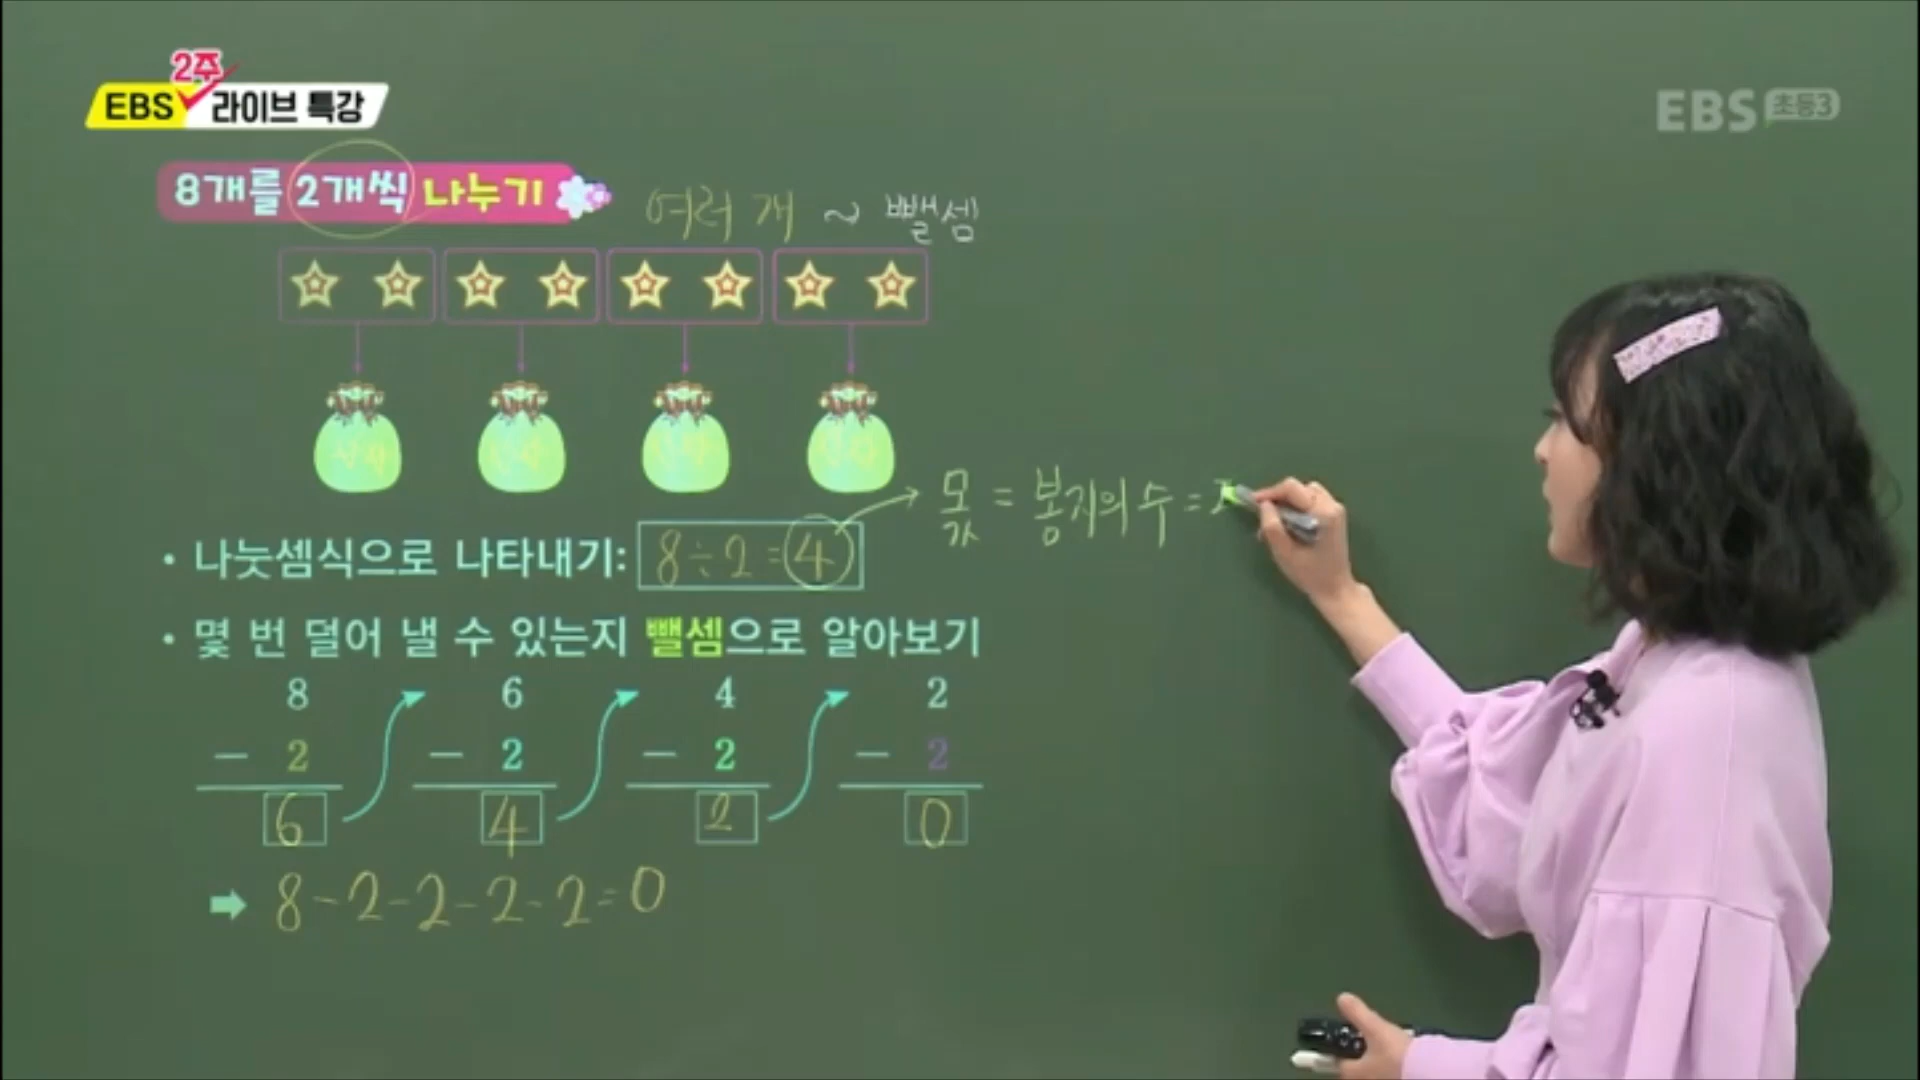 2주
EBS 라이브 특강
EBS 초등3
8개를 2개씩 나누기
여러 개 ~ 뺄셈
몫 = 봉지의 수 =
• 나눗셈식으로 나타내기: 8÷2=4
• 몇 번 덜어 낼 수 있는지 뺄셈으로 알아보기
8 6 4 2
- 2 - 2 - 2 - 2
6 4 2 0
➡ 8-2-2-2-2=0